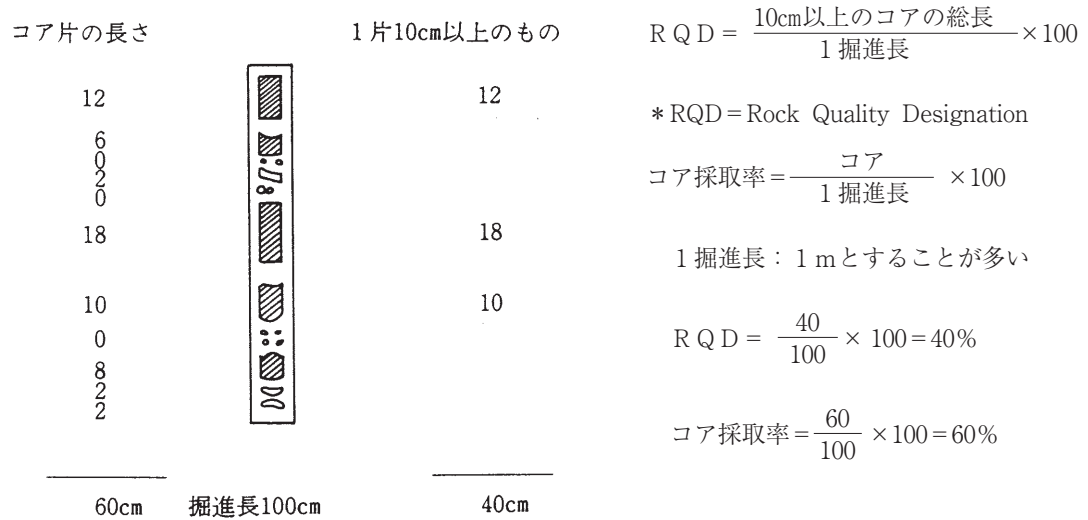 コア片の長さ
12
6
0
2
0
18
10
0
8
2
2
60cm
掘進長100cm
1片10cm以上のもの
12
18
10
40cm
RQD = 10cm以上のコアの総長 / 1掘進長 ×100
*RQD=Rock Quality Designation
コア採取率= コア / 1掘進長 ×100
1掘進長：1mとすることが多い
RQD = 40 / 100 × 100=40%
コア採取率= 60 / 100 ×100=60%